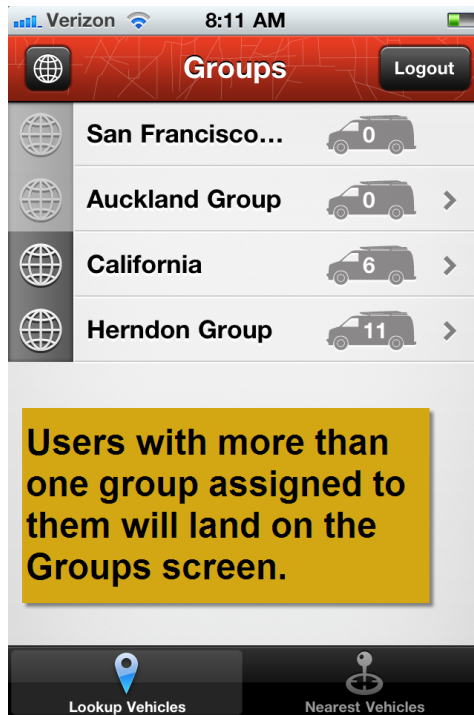 Verizon 8:11 AM
Groups Logout
San Francisco... 0
Auckland Group 0
California 6
Herndon Group 11
Users with more than
one group assigned to
them will land on the
Groups screen.
Lookup Vehicles Nearest Vehicles